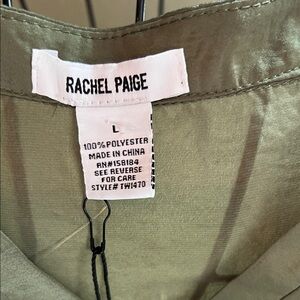 RACHEL PAIGE
L
100% POLYESTER
MADE IN CHINA
RN#158184
SEE REVERSE
FOR CARE
STYLE# TW1470